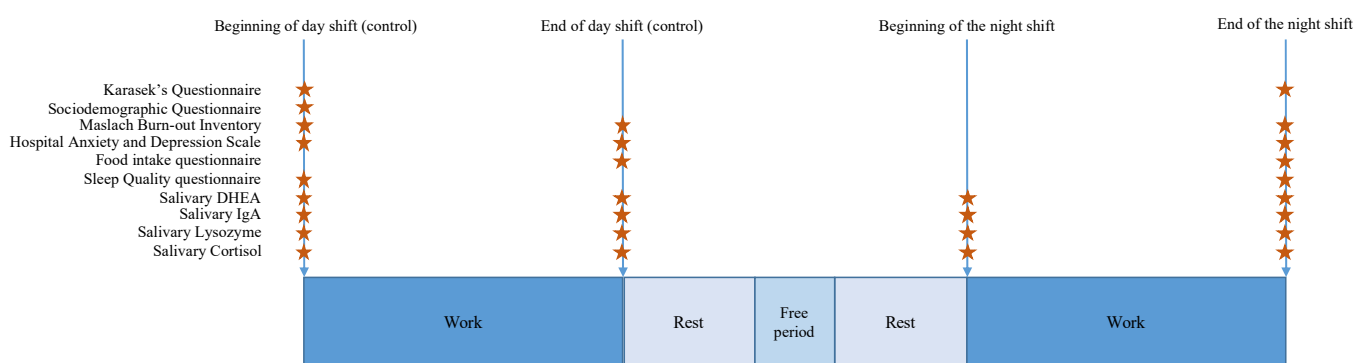 Beginning of day shift (control)
End of day shift (control)
Beginning of the night shift
End of the night shift
Karasek’s Questionnaire
Sociodemographic Questionnaire
Maslach Burn-out Inventory
Hospital Anxiety and Depression Scale
Food intake questionnaire
Sleep Quality questionnaire
Salivary DHEA
Salivary IgA
Salivary Lysozyme
Salivary Cortisol
Work
Rest
Free
period
Rest
Work